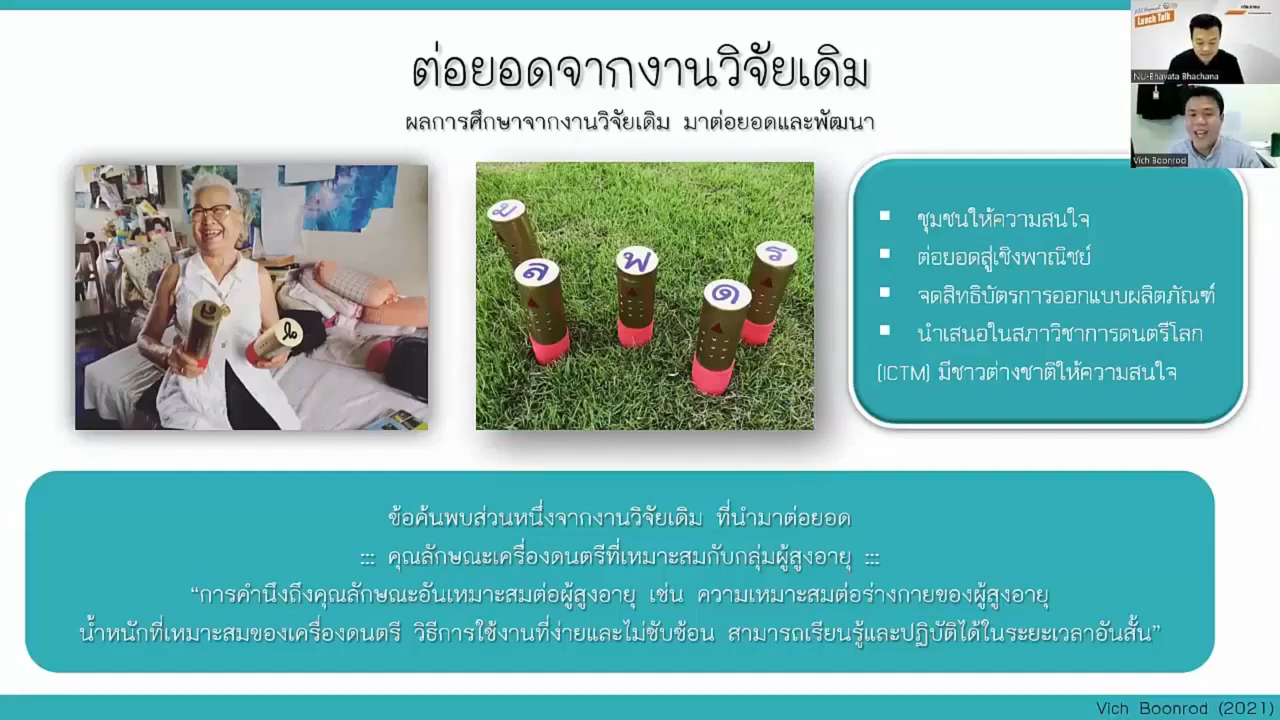 ต่อยอดจากงานวิจัยเดิม
ผลการศึกษาจากงานวิจัยเดิม มาต่อยอดและพัฒนา
Lunch Talk
NU-Bhavata Bhachana
Vich Boonrod
ล
พ
ด
ร
▪ ชุมชนให้ความสนใจ
▪ ต่อยอดสู่เชิงพาณิชย์
▪ จดสิทธิบัตรการออกแบบผลิตภัณฑ์
▪ นำเสนอในสภาวิชาการดนตรีโลก
(ICTM) มีชาวต่างชาติให้ความสนใจ
ข้อค้นพบส่วนหนึ่งจากงานวิจัยเดิม ที่นำมาต่อยอด
::: คุณลักษณะเครื่องดนตรีที่เหมาะสมกับกลุ่มผู้สูงอายุ :::
“การคำนึงถึงคุณลักษณะอันเหมาะสมต่อผู้สูงอายุ เช่น ความเหมาะสมต่อร่างกายของผู้สูงอายุ
น้ำหนักที่เหมาะสมของเครื่องดนตรี วิธีการใช้งานที่ง่ายและไม่ซับซ้อน สามารถเรียนรู้และปฏิบัติได้ในระยะเวลาอันสั้น”
Vich Boonrod (2021)